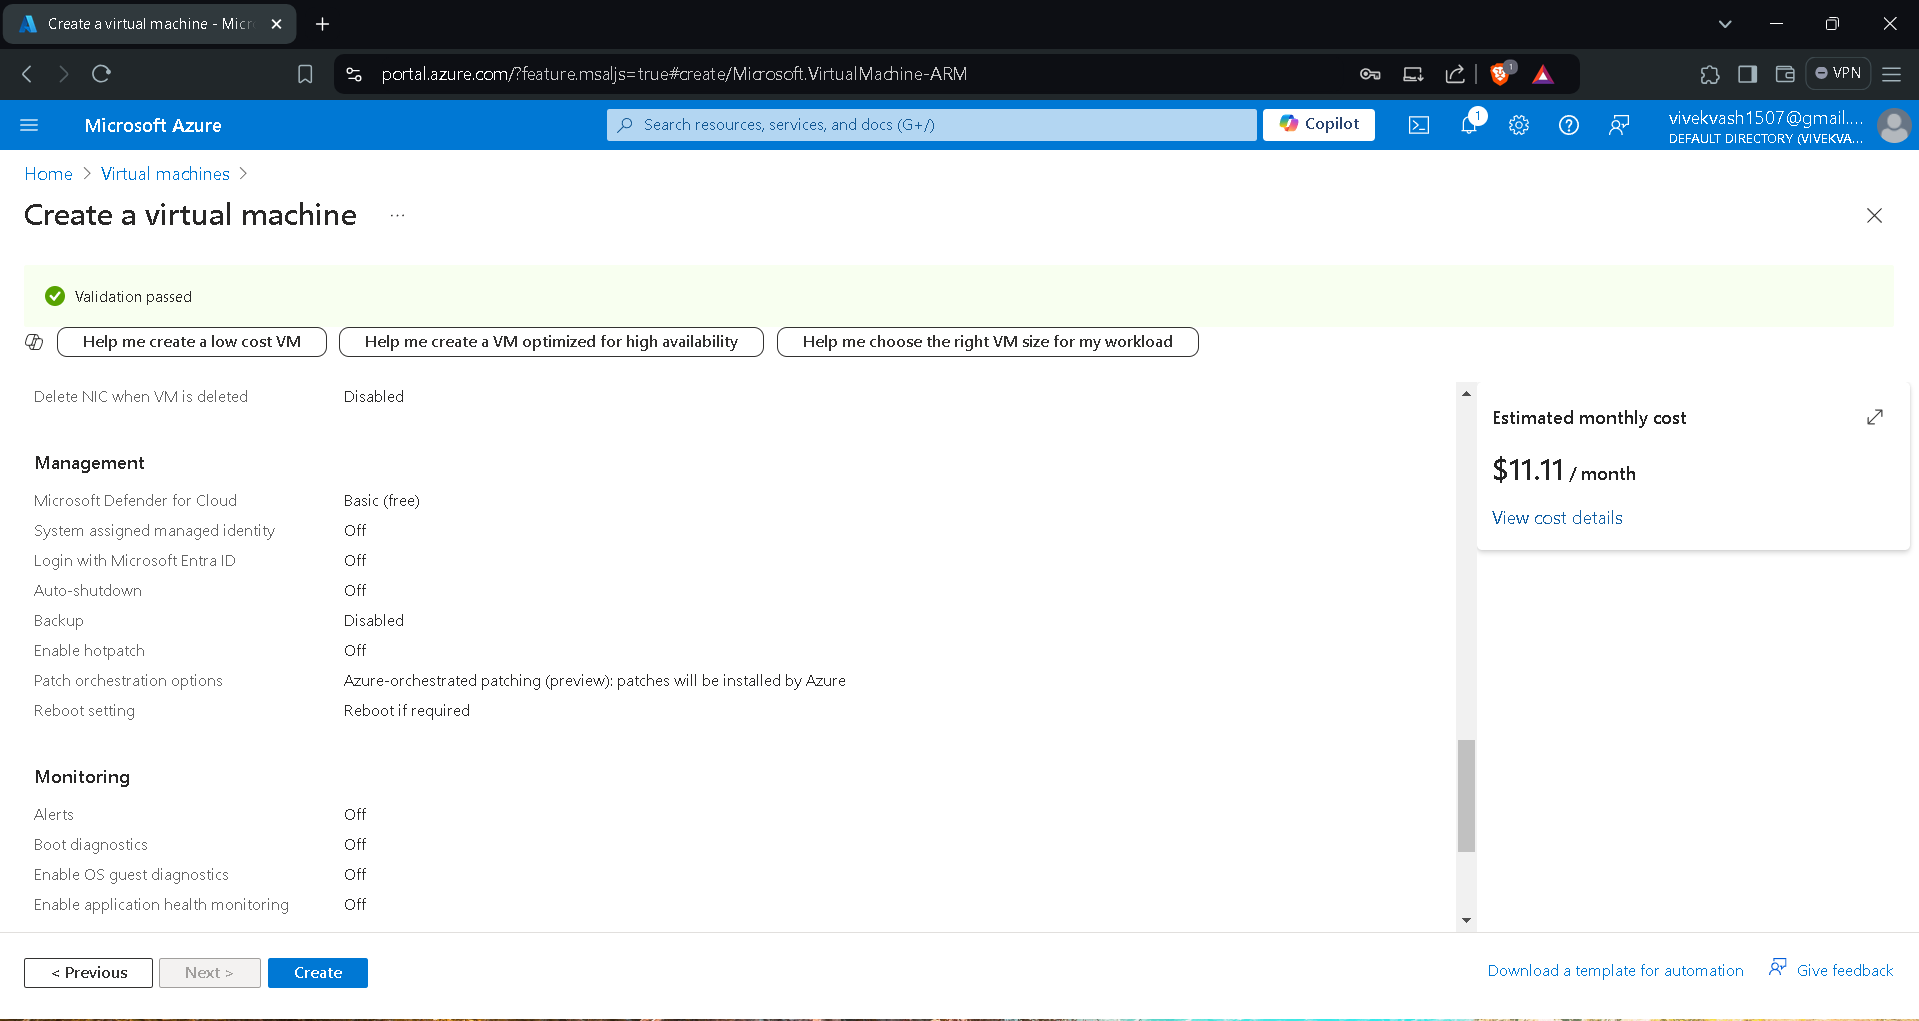 Create a virtual machine - Micr
portal.azure.com/?feature.msaljs=true#create/Microsoft.VirtualMachine-ARM
1
VPN
Microsoft Azure
Search resources, services, and docs (G+/)
Copilot
1
vivekvash1507@gmail....
DEFAULT DIRECTORY (VIVEKVA...
Home > Virtual machines >
Create a virtual machine ...
Validation passed
Help me create a low cost VM
Help me create a VM optimized for high availability
Help me choose the right VM size for my workload
Delete NIC when VM is deleted Disabled
Management
Microsoft Defender for Cloud Basic (free)
System assigned managed identity Off
Login with Microsoft Entra ID Off
Auto-shutdown Off
Backup Disabled
Enable hotpatch Off
Patch orchestration options Azure-orchestrated patching (preview): patches will be installed by Azure
Reboot setting Reboot if required
Monitoring
Alerts Off
Boot diagnostics Off
Enable OS guest diagnostics Off
Enable application health monitoring Off
Estimated monthly cost
$11.11 / month
View cost details
< Previous
Next >
Create
Download a template for automation
Give feedback